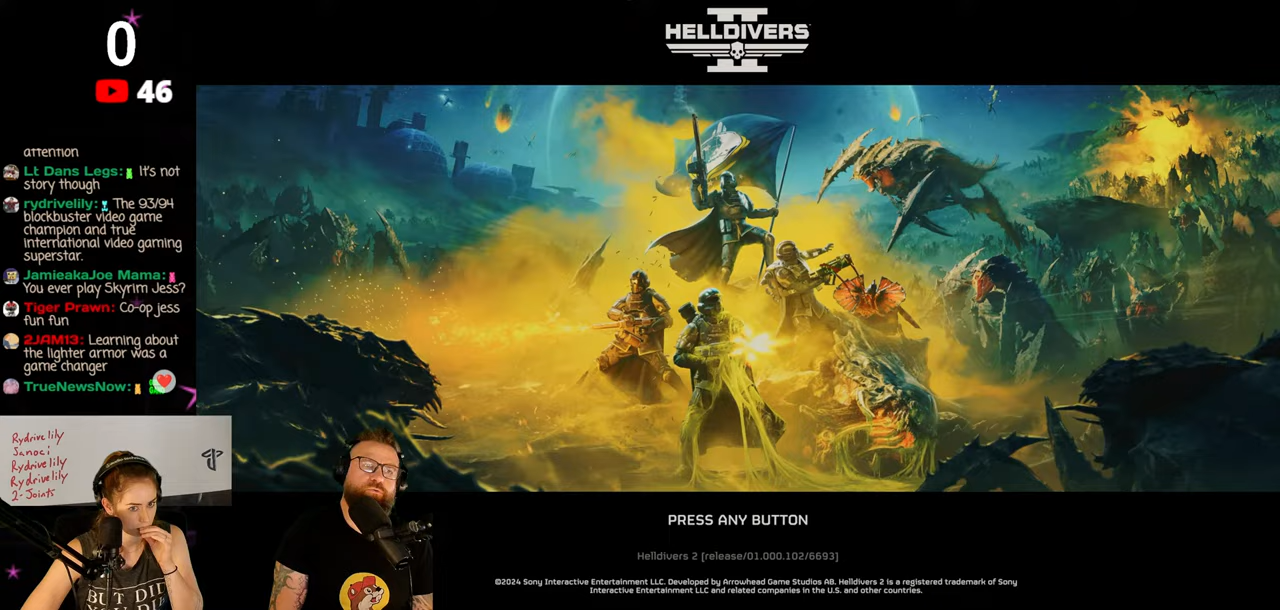 HELLDIVERS
II
0
46
attention
Lt Dans Legs: It's not
story though
rydrivelily: The 93/94
blockbuster video game
champion and true
international video gaming
superstar.
JamieakaJoe Mama:
You ever play Skyrim Jess?
Tiger Prawn: Co-op jess
fun fun
2JAM13: Learning about
the lighter armor was a
game changer
TrueNewsNow:
Rydrivelily
Sanoci
Rydrivelily
Rydrivelily
2-Joints
BUT DID
YOU DI
PRESS ANY BUTTON
Helldivers 2 [release/01.000.102/6693]
©2024 Sony Interactive Entertainment LLC. Developed by Arrowhead Game Studios AB. Helldivers 2 is a registered trademark of Sony
Interactive Entertainment LLC and related companies in the U.S. and other countries.